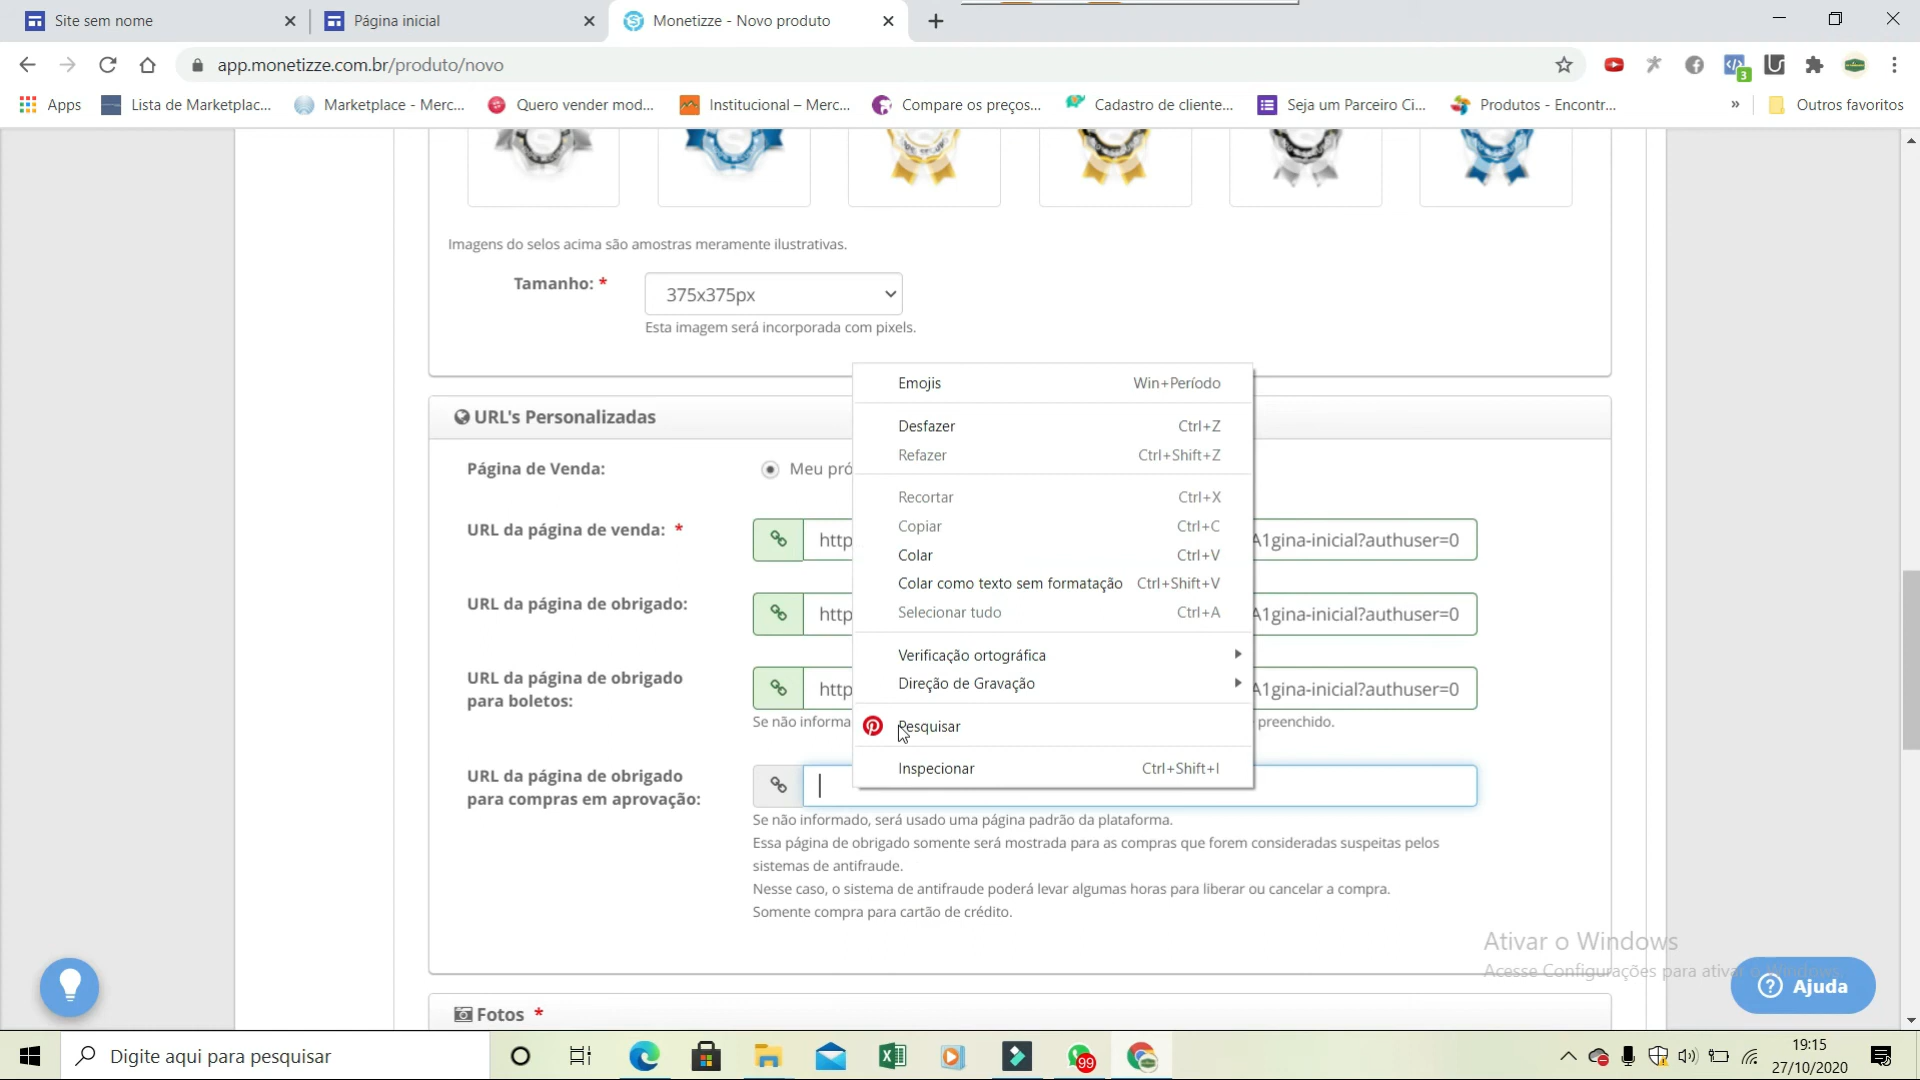 Site sem nome
Página inicial
Monetizze - Novo produto
app.monetizze.com.br/produto/novo
3
Apps
Lista de Marketplac...
Marketplace - Merc...
Quero vender mod...
Institucional – Merc...
Compare os preços...
Cadastro de cliente...
Seja um Parceiro Ci...
Produtos - Encontr...
»
Outros favoritos
Imagens do selos acima são amostras meramente ilustrativas.
Tamanho: *
375x375px
Esta imagem será incorporada com pixels.
Emojis Win+Período
Desfazer Ctrl+Z
Refazer Ctrl+Shift+Z
Recortar Ctrl+X
Copiar Ctrl+C
Colar Ctrl+V
Colar como texto sem formatação Ctrl+Shift+V
Selecionar tudo Ctrl+A
Verificação ortográfica
Direção de Gravação
Pesquisar
Inspecionar Ctrl+Shift+I
URL's Personalizadas
Página de Venda:
Meu pró
URL da página de venda: *
http A1gina-inicial?authuser=0
URL da página de obrigado:
http A1gina-inicial?authuser=0
URL da página de obrigado
para boletos:
http A1gina-inicial?authuser=0
Se não informa preenchido.
URL da página de obrigado
para compras em aprovação:
Se não informado, será usado uma página padrão da plataforma.
Essa página de obrigado somente será mostrada para as compras que forem consideradas suspeitas pelos
sistemas de antifraude.
Nesse caso, o sistema de antifraude poderá levar algumas horas para liberar ou cancelar a compra.
Somente compra para cartão de crédito.
Ativar o Windows
Acesse Configurações para ativar o Windows.
Ajuda
Fotos *
Digite aqui para pesquisar
99
19:15
27/10/2020